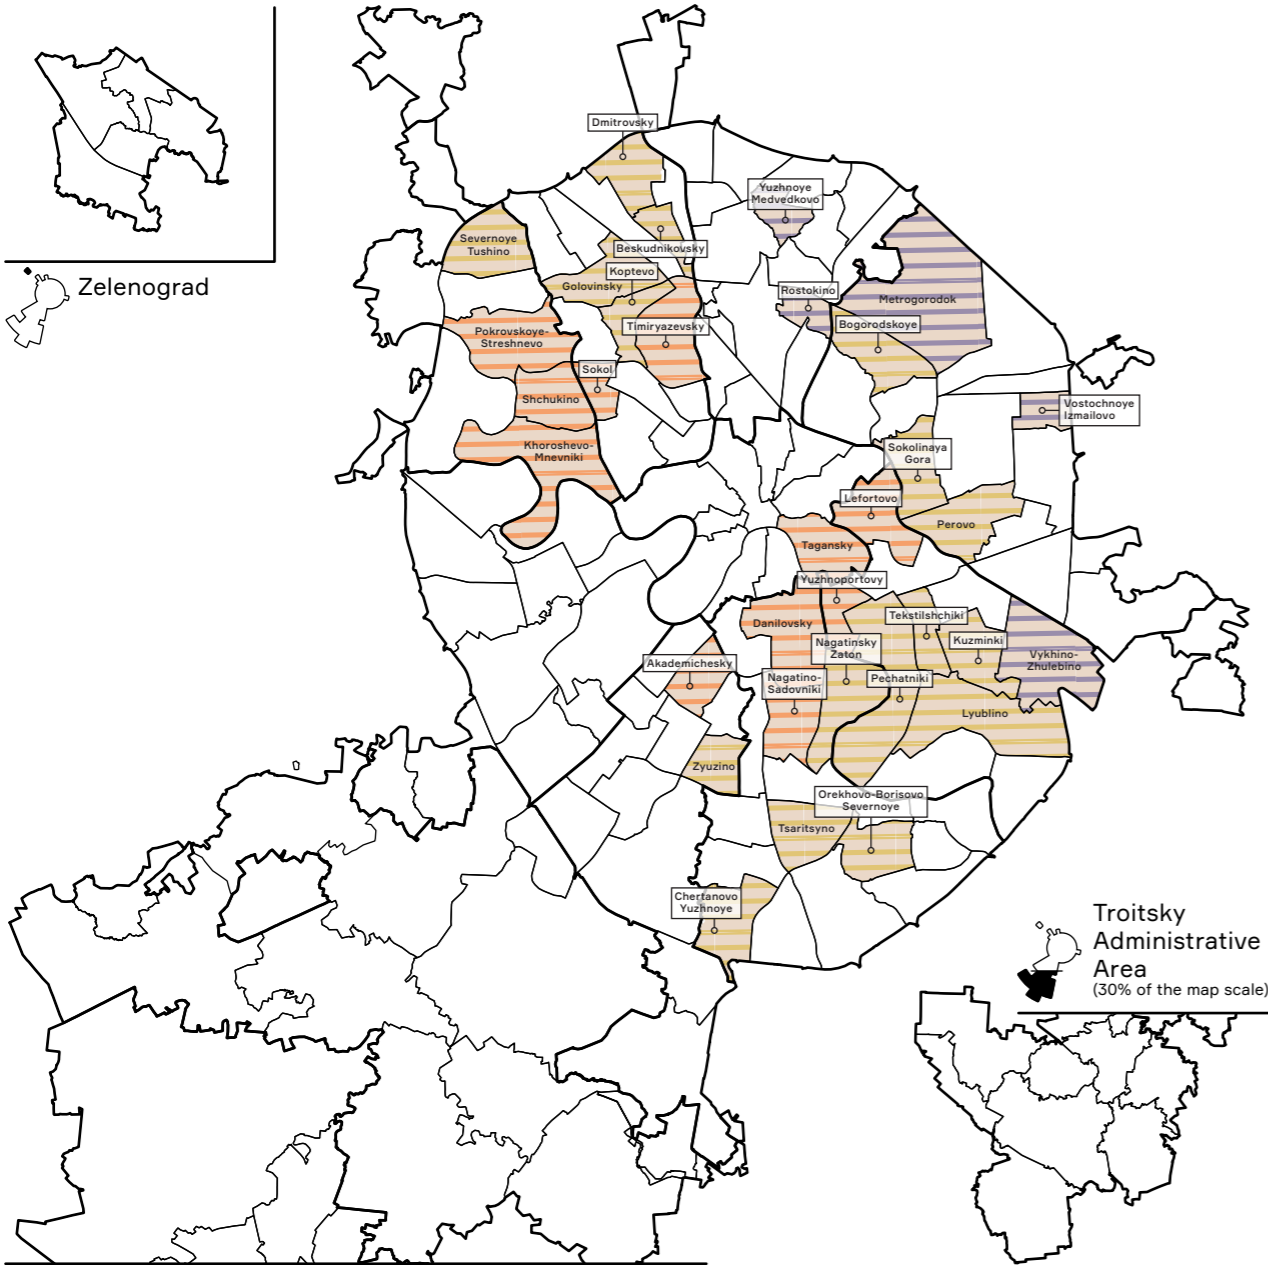 Dmitrovsky
Yuzhnoye
Medvedkovo
Severnoye
Tushino
Beskudnikovsky
Koptevo
Golovinsky
Zelenograd
Rostokino
Metrogorodok
Bogorodskoye
Timiryazevsky
Pokrovskoye-
Streshnevo
Sokol
Shchukino
Vostochnoye
Izmailovo
Khoroshevo-
Mnevniki
Sokolinaya
Gora
Lefortovo
Perovo
Tagansky
Yuzhnoportovy
Tekstilshchiki
Danilovsky
Kuzminki
Nagatinsky
Zaton
Vykhino-
Zhulebino
Akademichesky
Nagatino-
Sadovniki
Pechatniki
Lyublino
Zyuzino
Orekhovo-Borisovo
Severnoye
Tsaritsyno
Chertanovo
Yuzhnoye
Troitsky
Administrative
Area
(30% of the map scale)